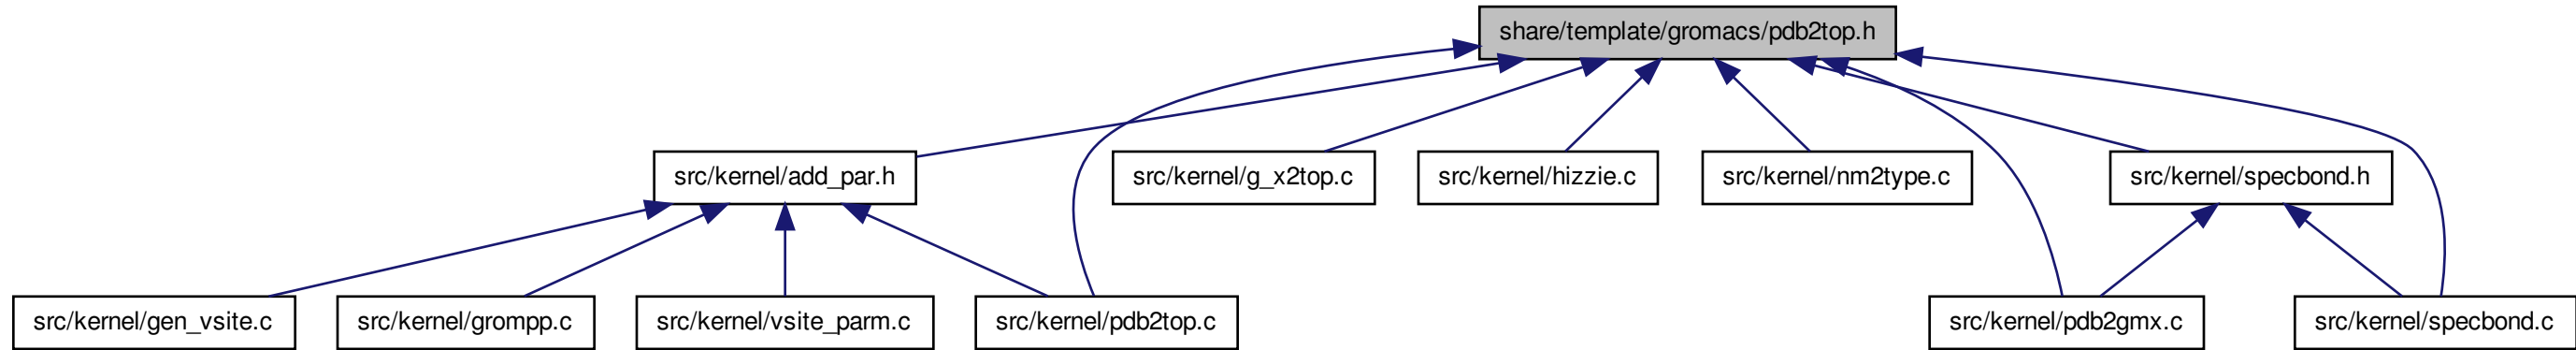 share/template/gromacs/pdb2top.h
src/kernel/add_par.h
src/kernel/g_x2top.c
src/kernel/hizzie.c
src/kernel/nm2type.c
src/kernel/specbond.h
src/kernel/gen_vsite.c
src/kernel/grompp.c
src/kernel/vsite_parm.c
src/kernel/pdb2top.c
src/kernel/pdb2gmx.c
src/kernel/specbond.c